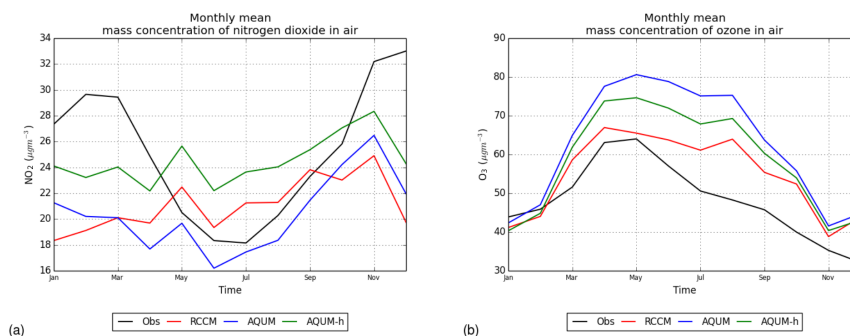 Monthly mean
mass concentration of nitrogen dioxide in air
34
32
30
28
26
24
22
20
18
16
NO₂ (μgm⁻³)
Jan Mar May Jul Sep Nov
Time
(a)
Obs RCCM AQUM AQUM-h
Monthly mean
mass concentration of ozone in air
90
80
70
60
50
40
30
O₃ (μgm⁻³)
Jan Mar May Jul Sep Nov
Time
(b)
Obs RCCM AQUM AQUM-h